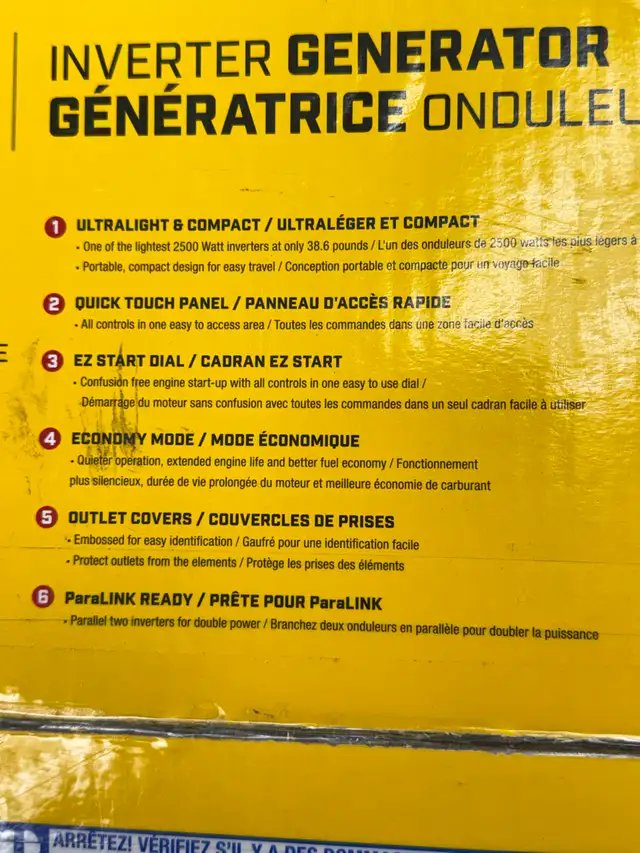 INVERTER GENERATOR
GÉNÉRATRICE ONDULEU
1 ULTRALIGHT & COMPACT / ULTRALÉGER ET COMPACT
• One of the lightest 2500 Watt inverters at only 38.6 pounds / L'un des onduleurs de 2500 watts les plus légers à
• Portable, compact design for easy travel / Conception portable et compacte pour un voyage facile
2 QUICK TOUCH PANEL / PANNEAU D'ACCÈS RAPIDE
• All controls in one easy to access area / Toutes les commandes dans une zone facile d'accès
E
3 EZ START DIAL / CADRAN EZ START
• Confusion free engine start-up with all controls in one easy to use dial /
Démarrage du moteur sans confusion avec toutes les commandes dans un seul cadran facile à utiliser
4 ECONOMY MODE / MODE ÉCONOMIQUE
• Quieter operation, extended engine life and better fuel economy / Fonctionnement
plus silencieux, durée de vie prolongée du moteur et meilleure économie de carburant
5 OUTLET COVERS / COUVERCLES DE PRISES
• Embossed for easy identification / Gaufré pour une identification facile
• Protect outlets from the elements / Protège les prises des éléments
6 ParaLINK READY / PRÊTE POUR ParaLINK
• Parallel two inverters for double power / Branchez deux onduleurs en parallèle pour doubler la puissance
ARRÊTEZ! VÉRIFIEZ S'IL Y A DES